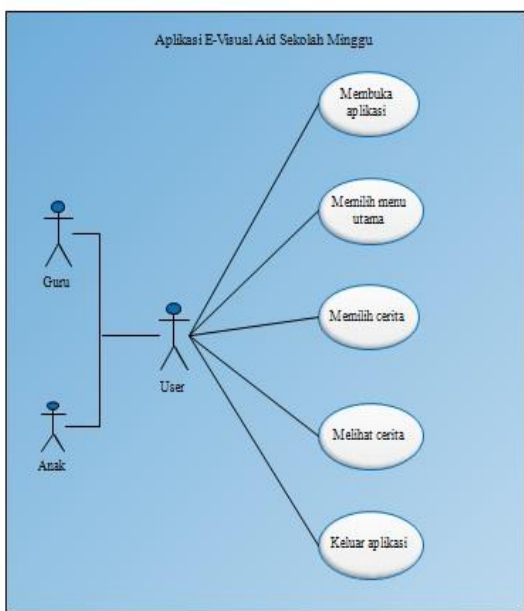 Aplikasi E-Visual Aid Sekolah Minggu
Membuka
aplikasi
Memilih menu
utama
Guru
Memilih cerita
User
Melihat cerita
Anak
Keluar aplikasi